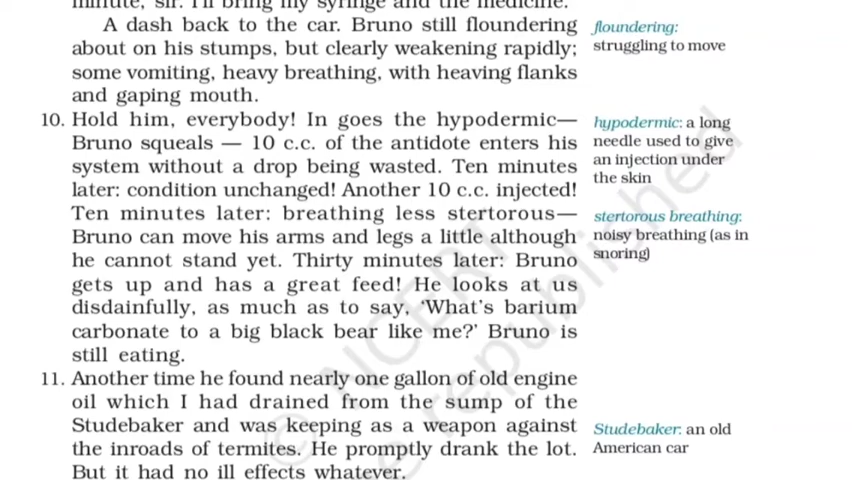 minute, sir. I'll bring my syringe and the medicine.'
A dash back to the car. Bruno still floundering
about on his stumps, but clearly weakening rapidly;
some vomiting, heavy breathing, with heaving flanks
and gaping mouth.
floundering:
struggling to move
10. Hold him, everybody! In goes the hypodermic—
Bruno squeals — 10 c.c. of the antidote enters his
system without a drop being wasted. Ten minutes
later: condition unchanged! Another 10 c.c. injected!
Ten minutes later: breathing less stertorous—
Bruno can move his arms and legs a little although
he cannot stand yet. Thirty minutes later: Bruno
gets up and has a great feed! He looks at us
disdainfully, as much as to say, 'What's barium
carbonate to a big black bear like me?' Bruno is
still eating.
hypodermic: a long
needle used to give
an injection under
the skin
stertorous breathing:
noisy breathing (as in
snoring)
11. Another time he found nearly one gallon of old engine
oil which I had drained from the sump of the
Studebaker and was keeping as a weapon against
the inroads of termites. He promptly drank the lot.
But it had no ill effects whatever.
Studebaker: an old
American car
© NCERT
be republished